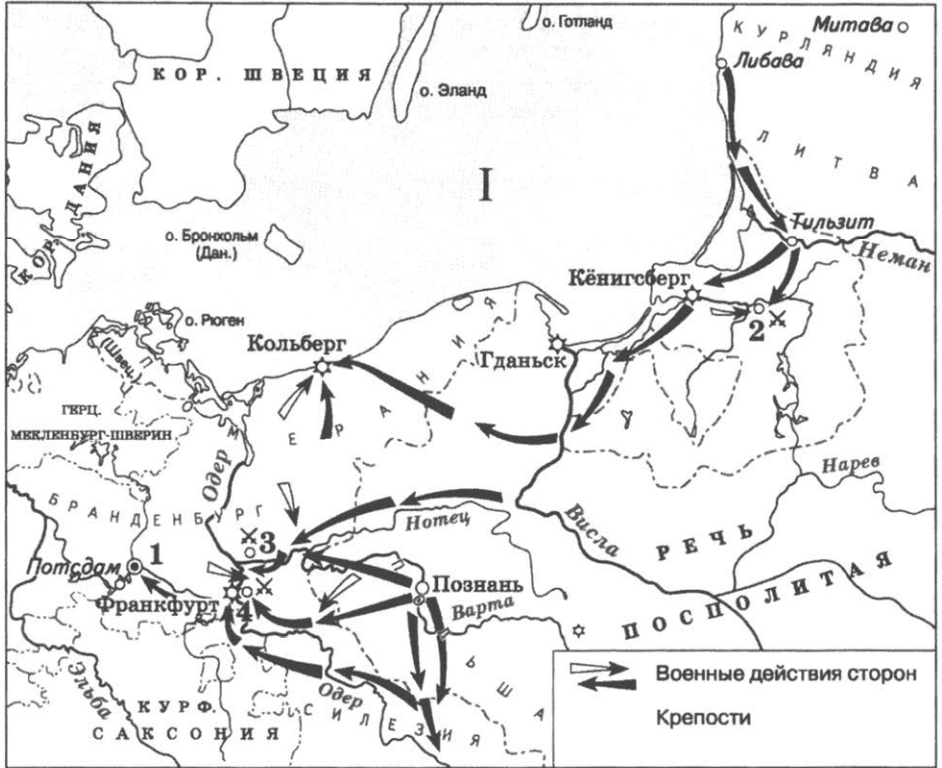 о. Готланд
Митава
КУРЛЯНДИЯ
Либава
КОР. ШВЕЦИЯ
о. Эланд
ЛИТВА
КОР. ДАНИЯ
I
о. Бронхольм
(Дан.)
Тильзит
Неман
Кёнигсберг
2
о. Рюген
(Швец.)
Кольберг
Гданьск
ПОМЕРАНИЯ
ГЕРЦ.
МЕКЛЕНБУРГ-ШВЕРИН
Одер
Нарев
БРАНДЕНБУРГ
Нотец
Висла
РЕЧЬ
ПОСПОЛИТАЯ
3
1
Потсдам
Познань
Франкфурт
4
Варта
Эльба
Одер
КУРФ.
САКСОНИЯ
СИЛЕЗИЯ
Военные действия сторон
Крепости